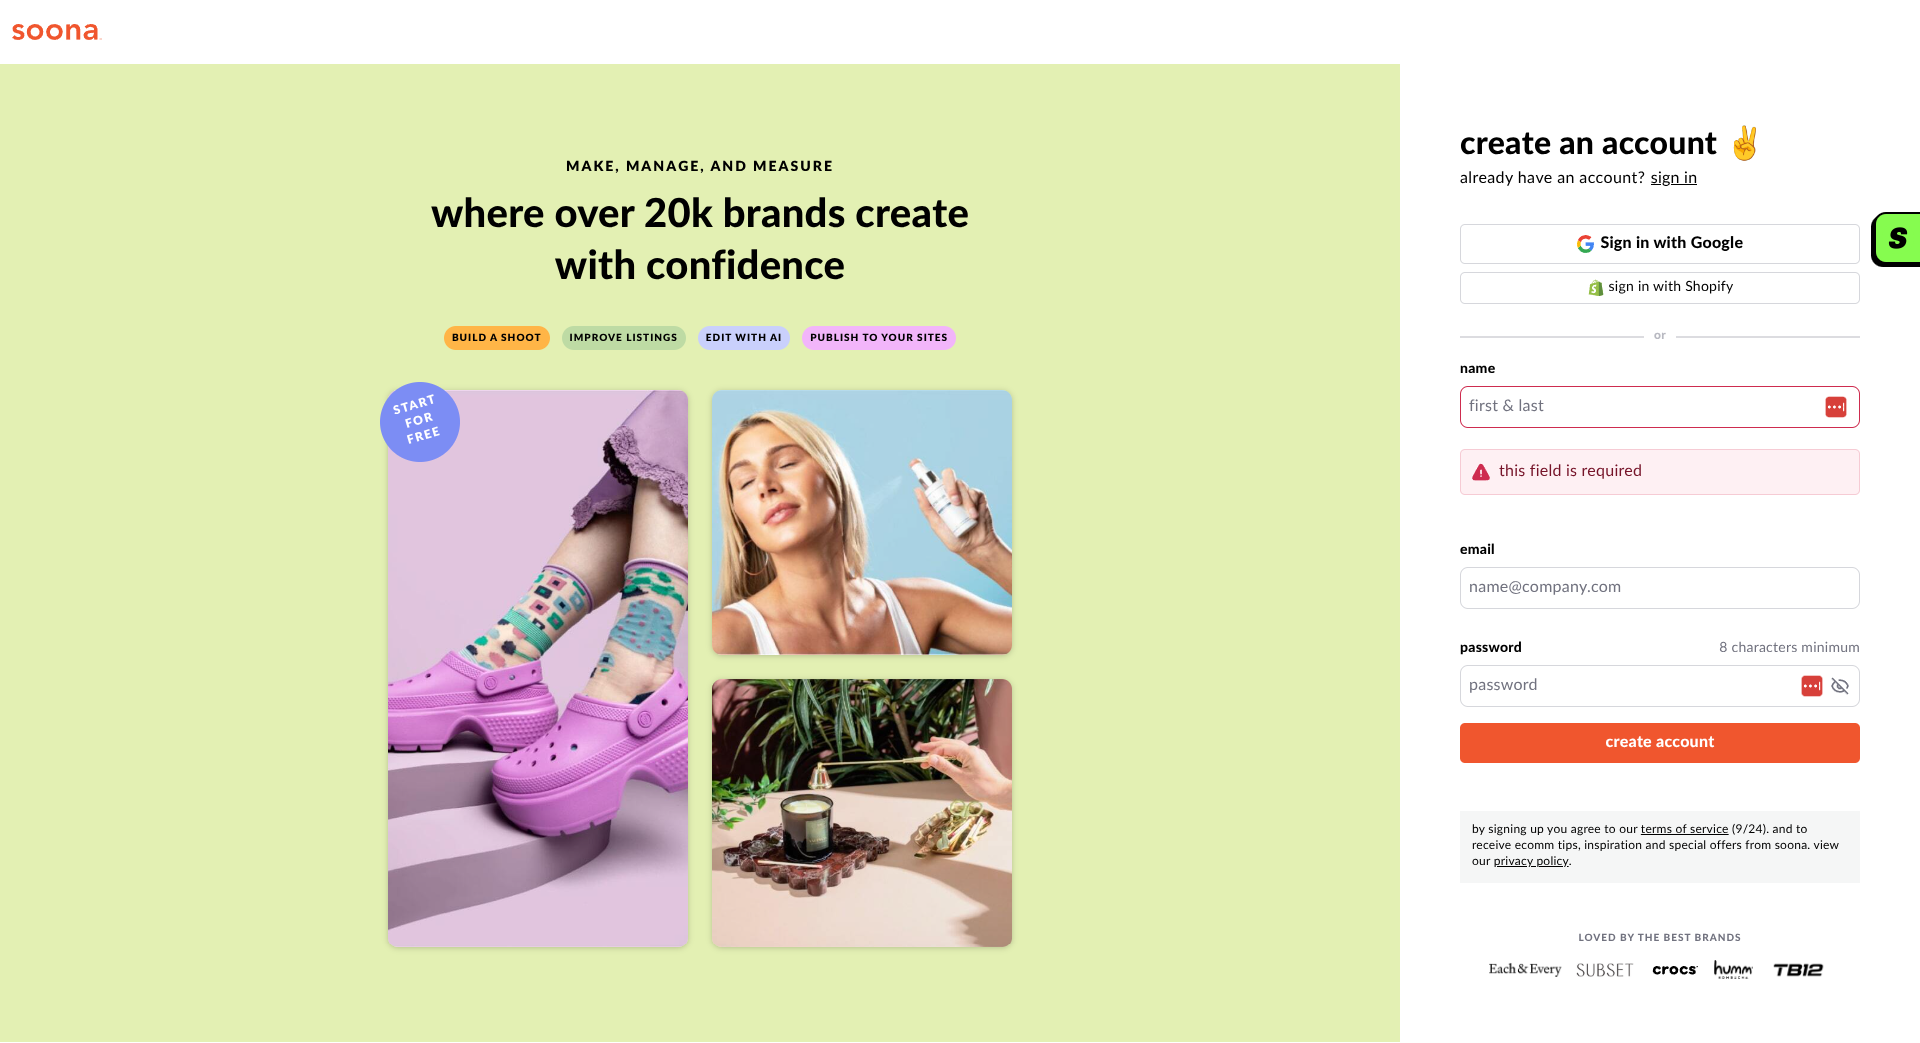 soona
MAKE, MANAGE, AND MEASURE
where over 20k brands create
with confidence
BUILD A SHOOT
IMPROVE LISTINGS
EDIT WITH AI
PUBLISH TO YOUR SITES
START
FOR
FREE
create an account ✌️
already have an account? sign in
Sign in with Google
sign in with Shopify
or
name
first & last
this field is required
email
name@company.com
password
8 characters minimum
password
create account
by signing up you agree to our terms of service (9/24). and to
receive ecomm tips, inspiration and special offers from soona. view
our privacy policy.
LOVED BY THE BEST BRANDS
Each & Every
SUBSET
crocs
humm
KOMBUCHA
TB12
S